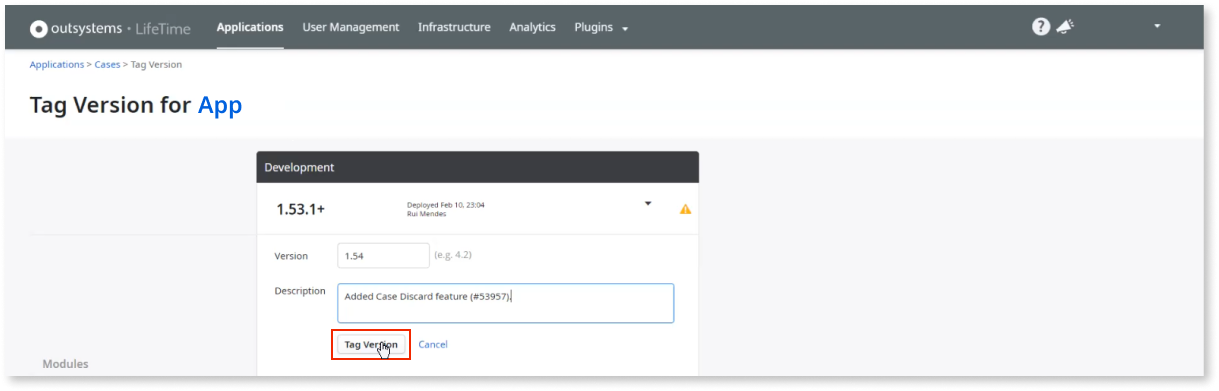 outsystems • LifeTime Applications User Management Infrastructure Analytics Plugins ?
Applications > Cases > Tag Version
Tag Version for App
Development
1.53.1+
Deployed Feb 10, 23:04
Rui Mendes
Version 1.54 (e.g. 4.2)
Description Added Case Discard feature (#53957).
Tag Version Cancel
Modules